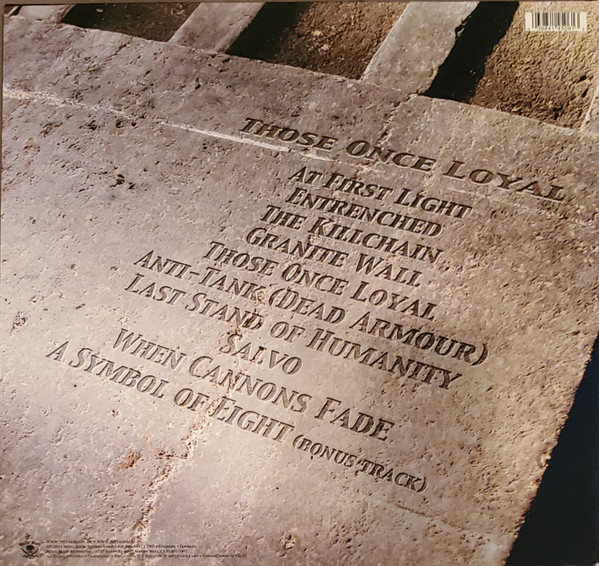 Those Once Loyal
At First Light
Entrenched
The Killchain
Granite Wall
Those Once Loyal
Anti-Tank (Dead Armour)
Last Stand of Humanity
Salvo
When Cannons Fade
A Symbol of Eight (bonus track)